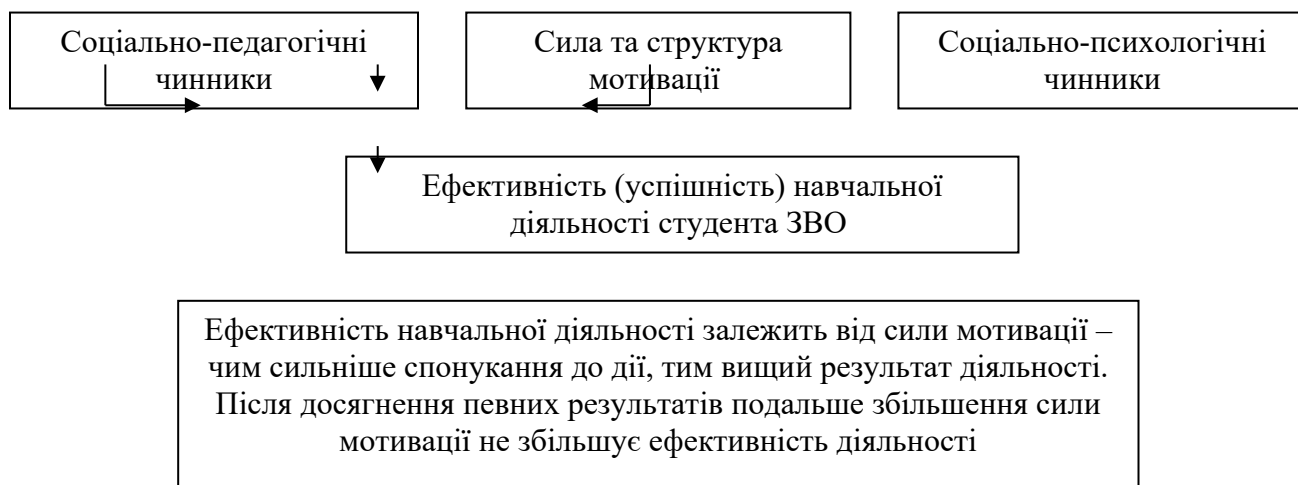 Соціально-педагогічні
чинники
Сила та структура
мотивації
Соціально-психологічні
чинники
Ефективність (успішність) навчальної
діяльності студента ЗВО
Ефективність навчальної діяльності залежить від сили мотивації –
чим сильніше спонукання до дії, тим вищий результат діяльності.
Після досягнення певних результатів подальше збільшення сили
мотивації не збільшує ефективність діяльності